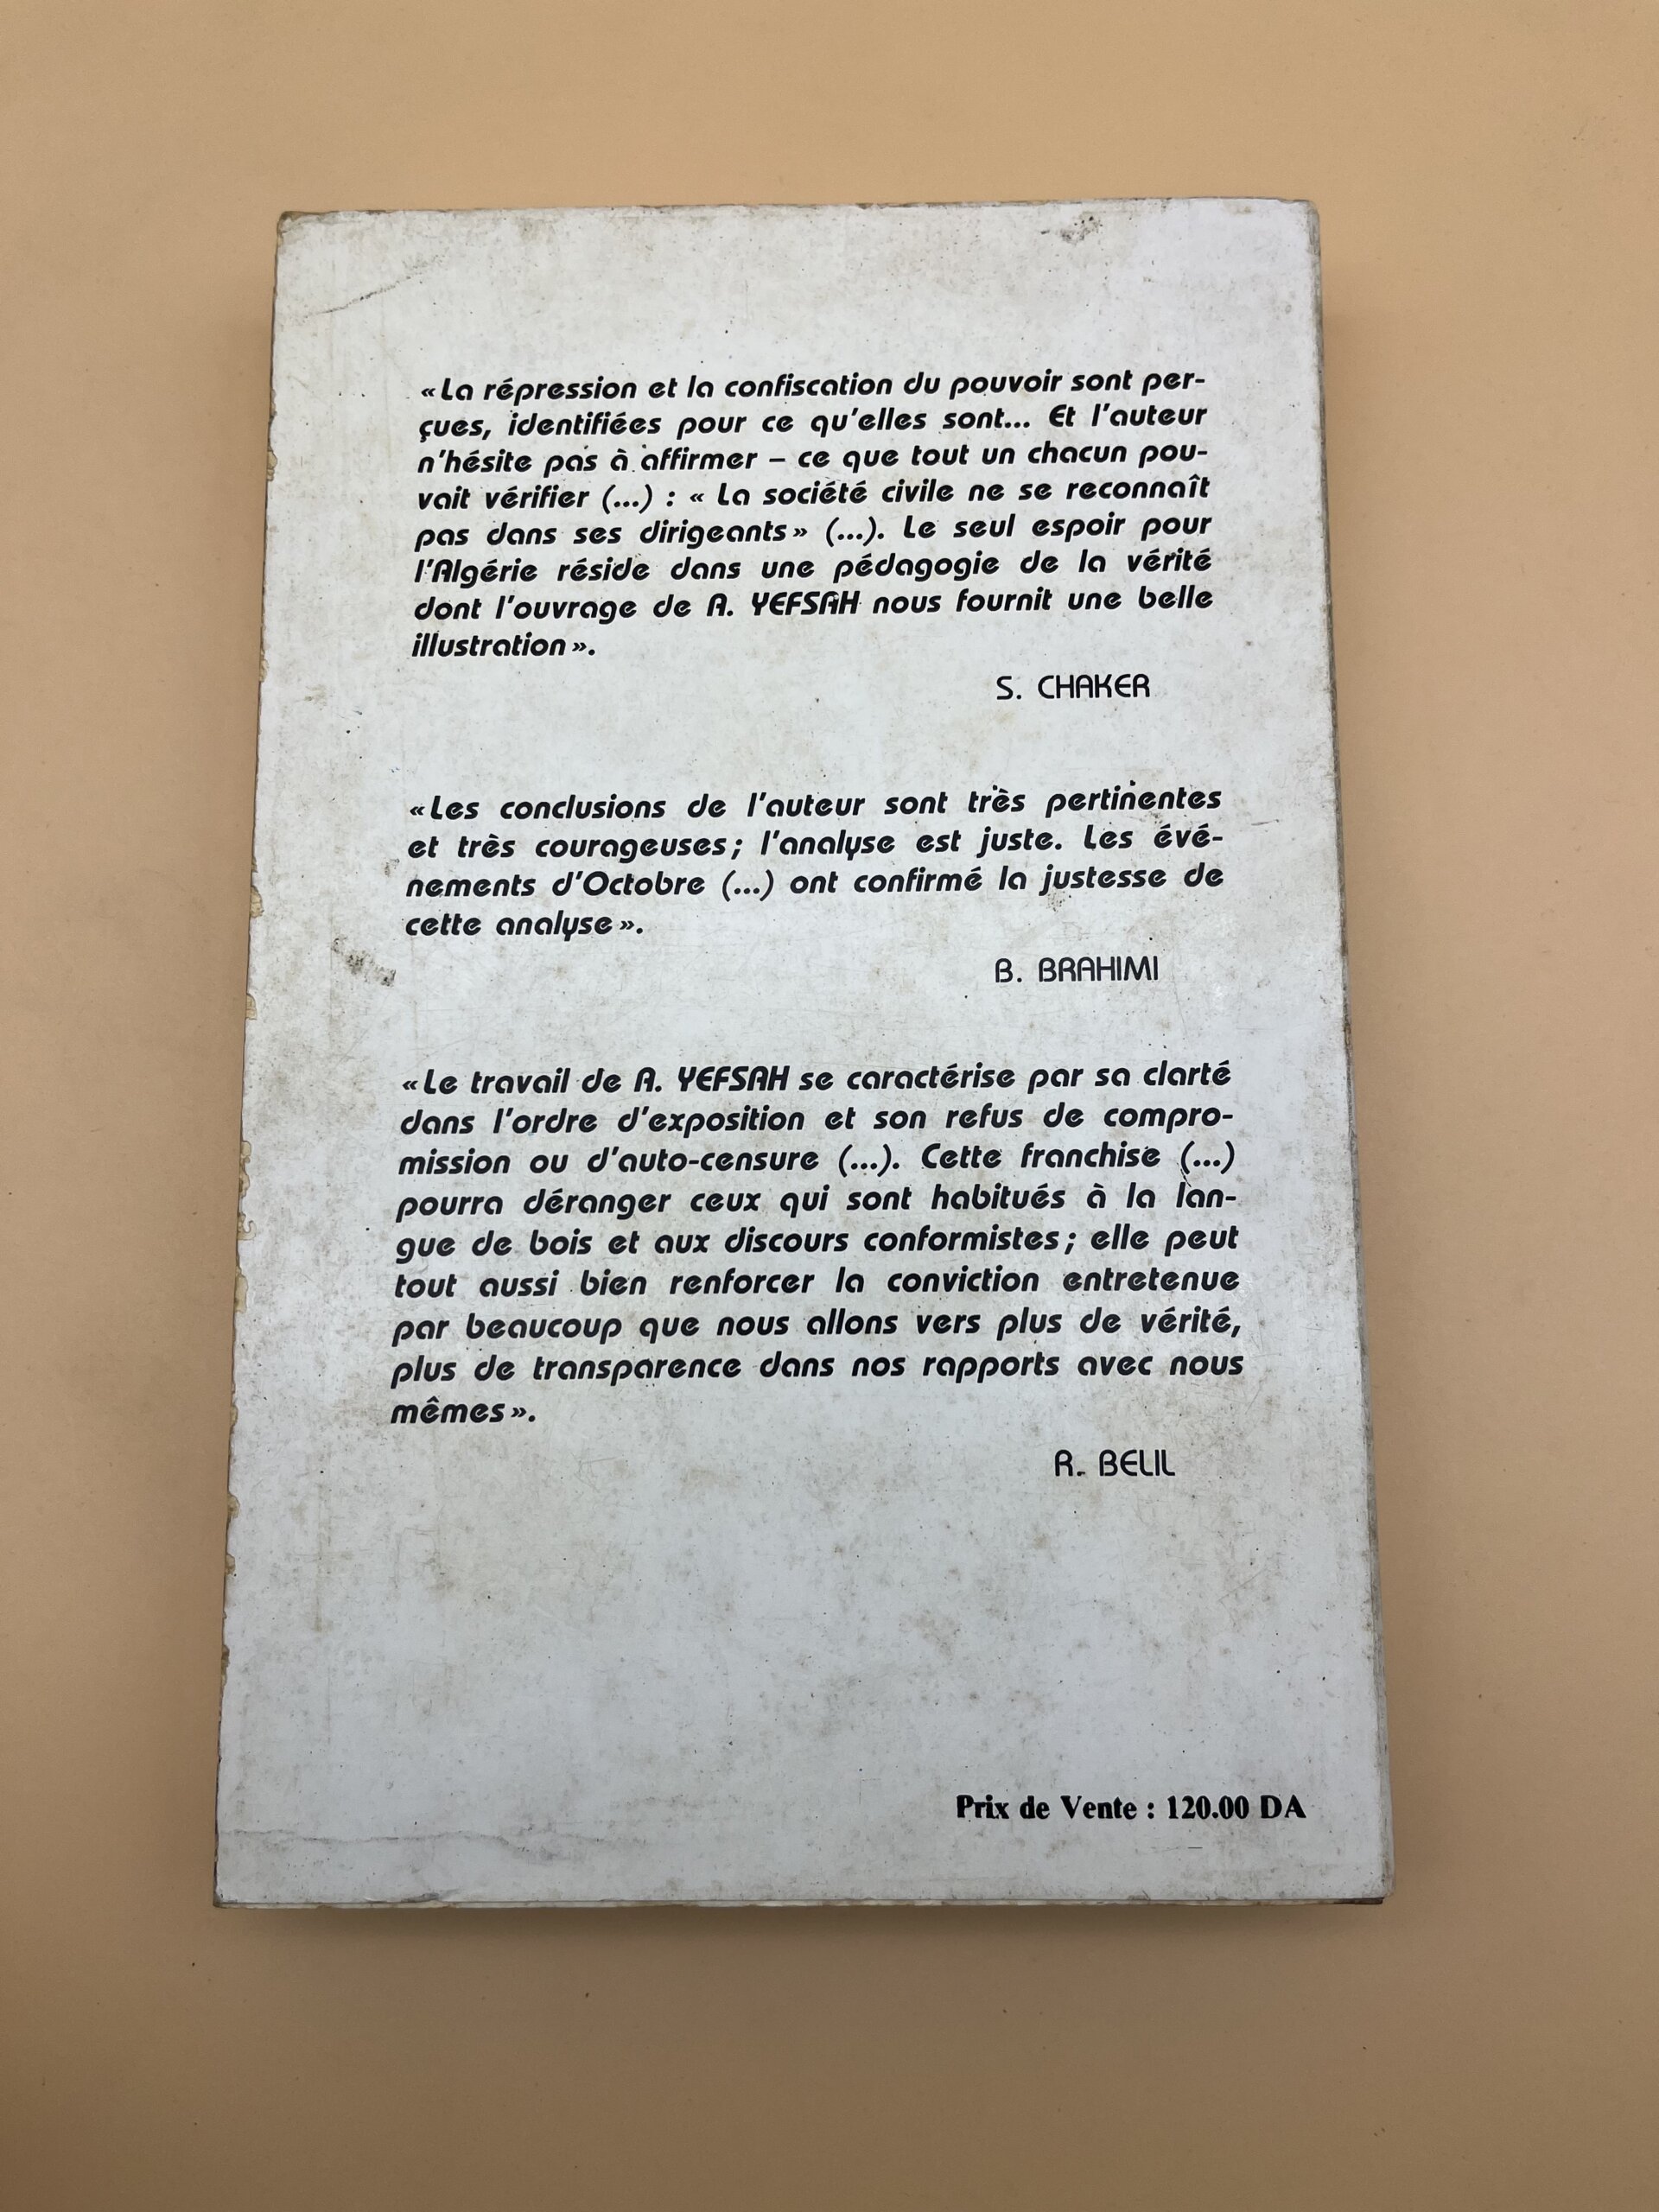 «La répression et la confiscation du pouvoir sont per-
çues, identifiées pour ce qu'elles sont... Et l'auteur
n'hésite pas à affirmer – ce que tout un chacun pou-
vait vérifier (...) : « La société civile ne se reconnaît
pas dans ses dirigeants» (...). Le seul espoir pour
l'Algérie réside dans une pédagogie de la vérité
dont l'ouvrage de A. YEFSAH nous fournit une belle
illustration».
S. CHAKER
«Les conclusions de l'auteur sont très pertinentes
et très courageuses; l'analyse est juste. Les évé-
nements d'Octobre (...) ont confirmé la justesse de
cette analyse».
B. BRAHIMI
«Le travail de A. YEFSAH se caractérise par sa clarté
dans l'ordre d'exposition et son refus de compro-
mission ou d'auto-censure (...). Cette franchise (...)
pourra déranger ceux qui sont habitués à la lan-
gue de bois et aux discours conformistes; elle peut
tout aussi bien renforcer la conviction entretenue
par beaucoup que nous allons vers plus de vérité,
plus de transparence dans nos rapports avec nous
mêmes».
R. BELIL
Prix de Vente : 120.00 DA